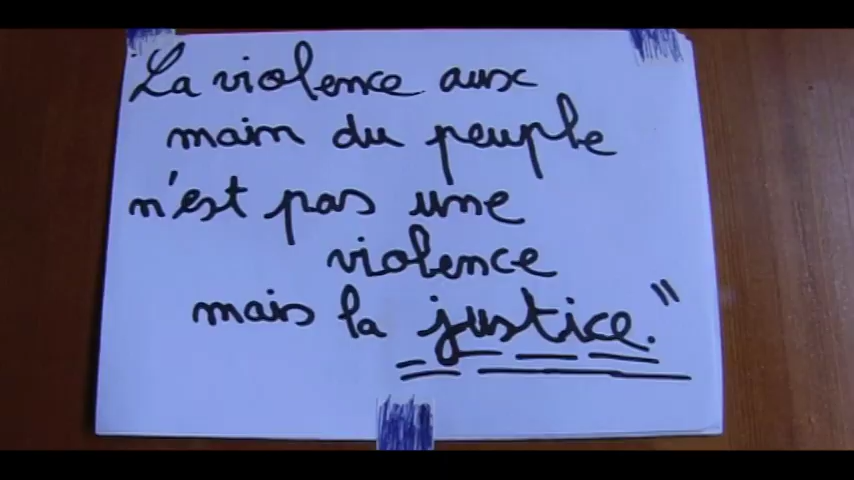 "La violence aux
main du peuple
n'est pas une
violence
mais la justice."